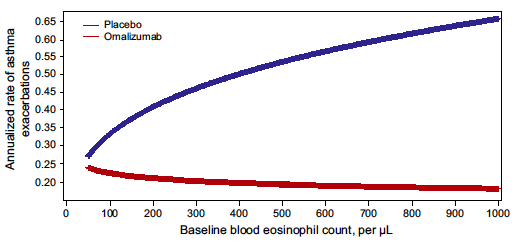 Annualized rate of asthma
exacerbations
Placebo
Omalizumab
0.65
0.60
0.55
0.50
0.45
0.40
0.35
0.30
0.25
0.20
0 100 200 300 400 500 600 700 800 900 1000
Baseline blood eosinophil count, per µL